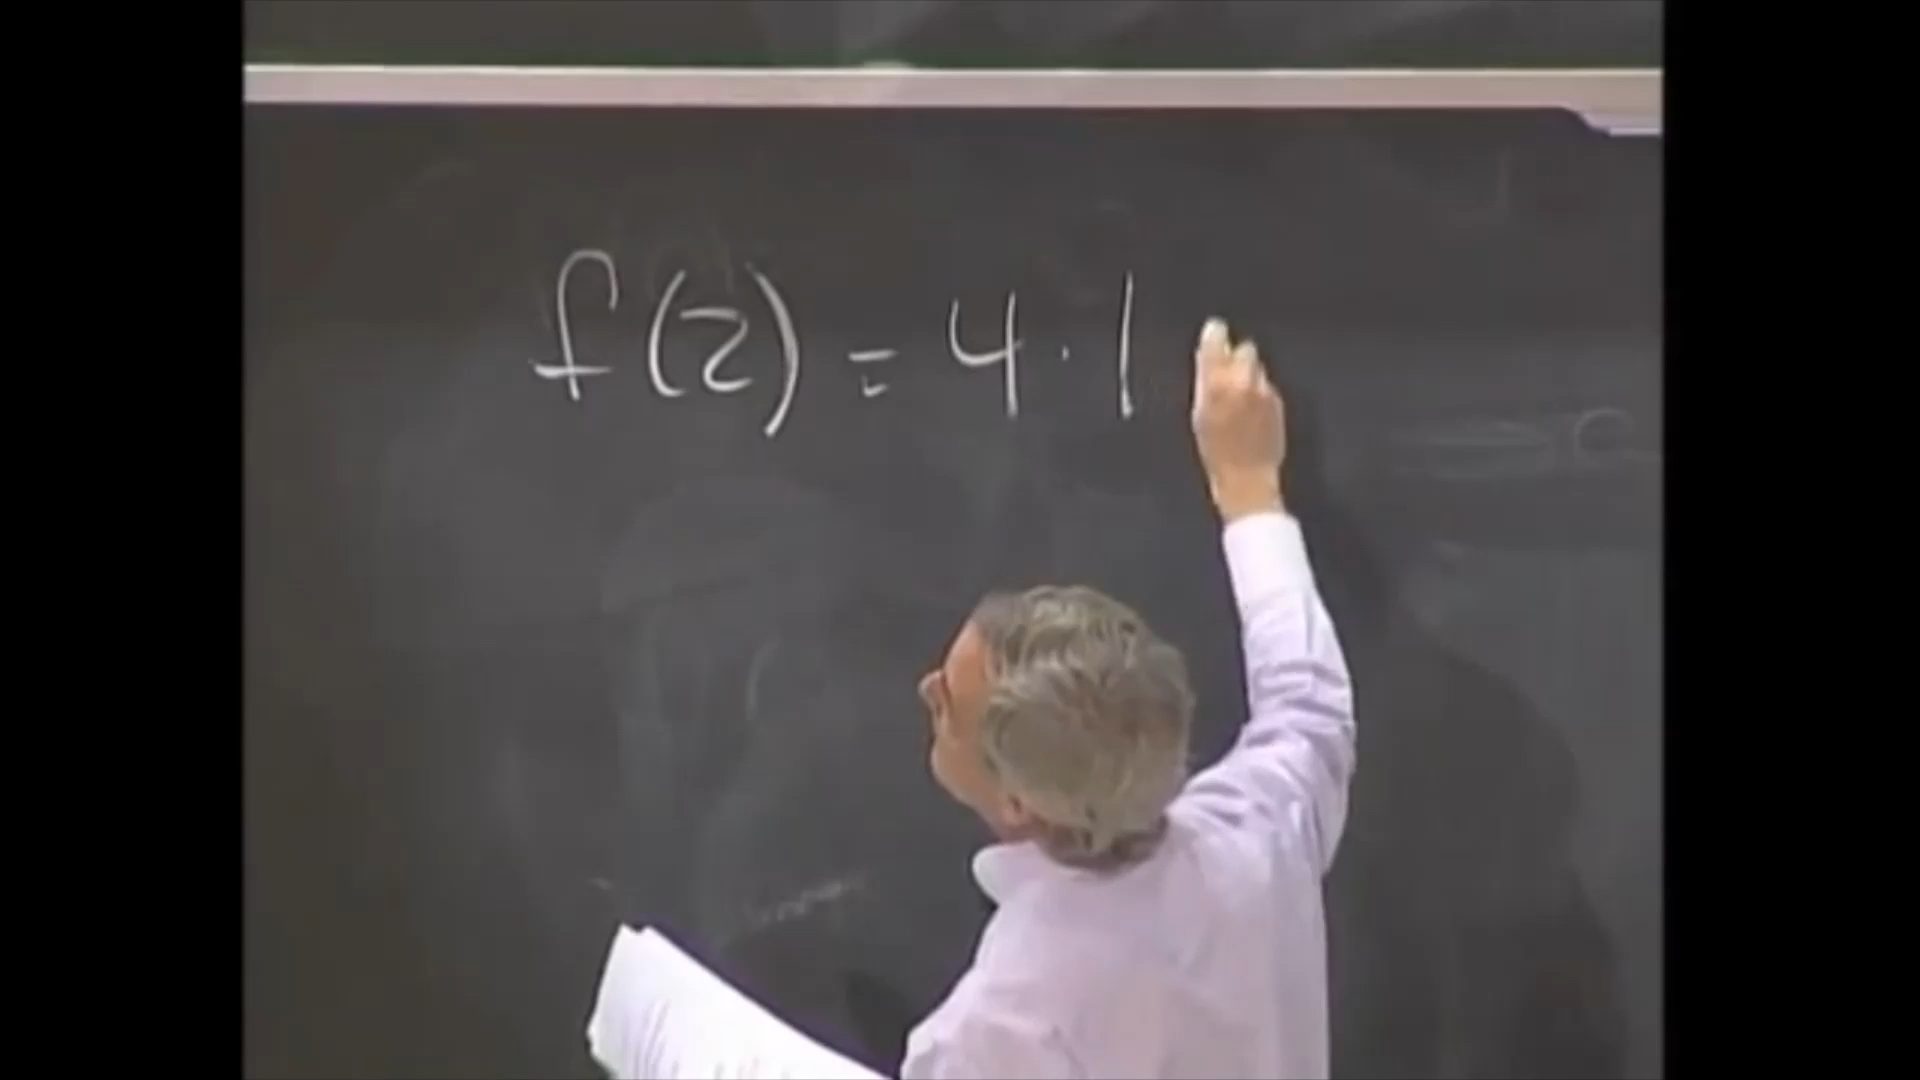 f(2) = 4 · 1